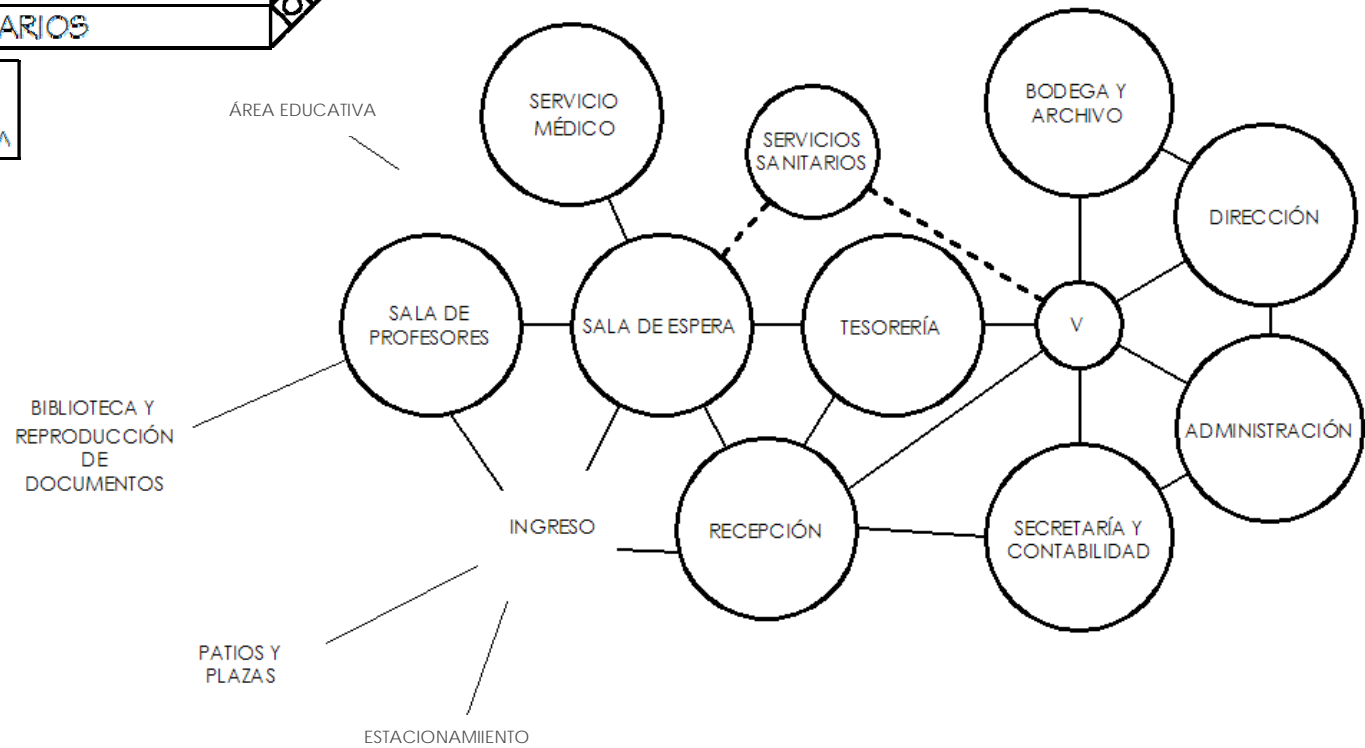 ARIOS
ÁREA EDUCATIVA
SERVICIO
MÉDICO
SERVICIOS
SANITARIOS
BODEGA Y
ARCHIVO
DIRECCIÓN
SALA DE
PROFESORES
SALA DE ESPERA
TESORERÍA
V
BIBLIOTECA Y
REPRODUCCIÓN
DE
DOCUMENTOS
ADMINISTRACIÓN
INGRESO
RECEPCIÓN
SECRETARÍA Y
CONTABILIDAD
PATIOS Y
PLAZAS
ESTACIONAMIIENTO